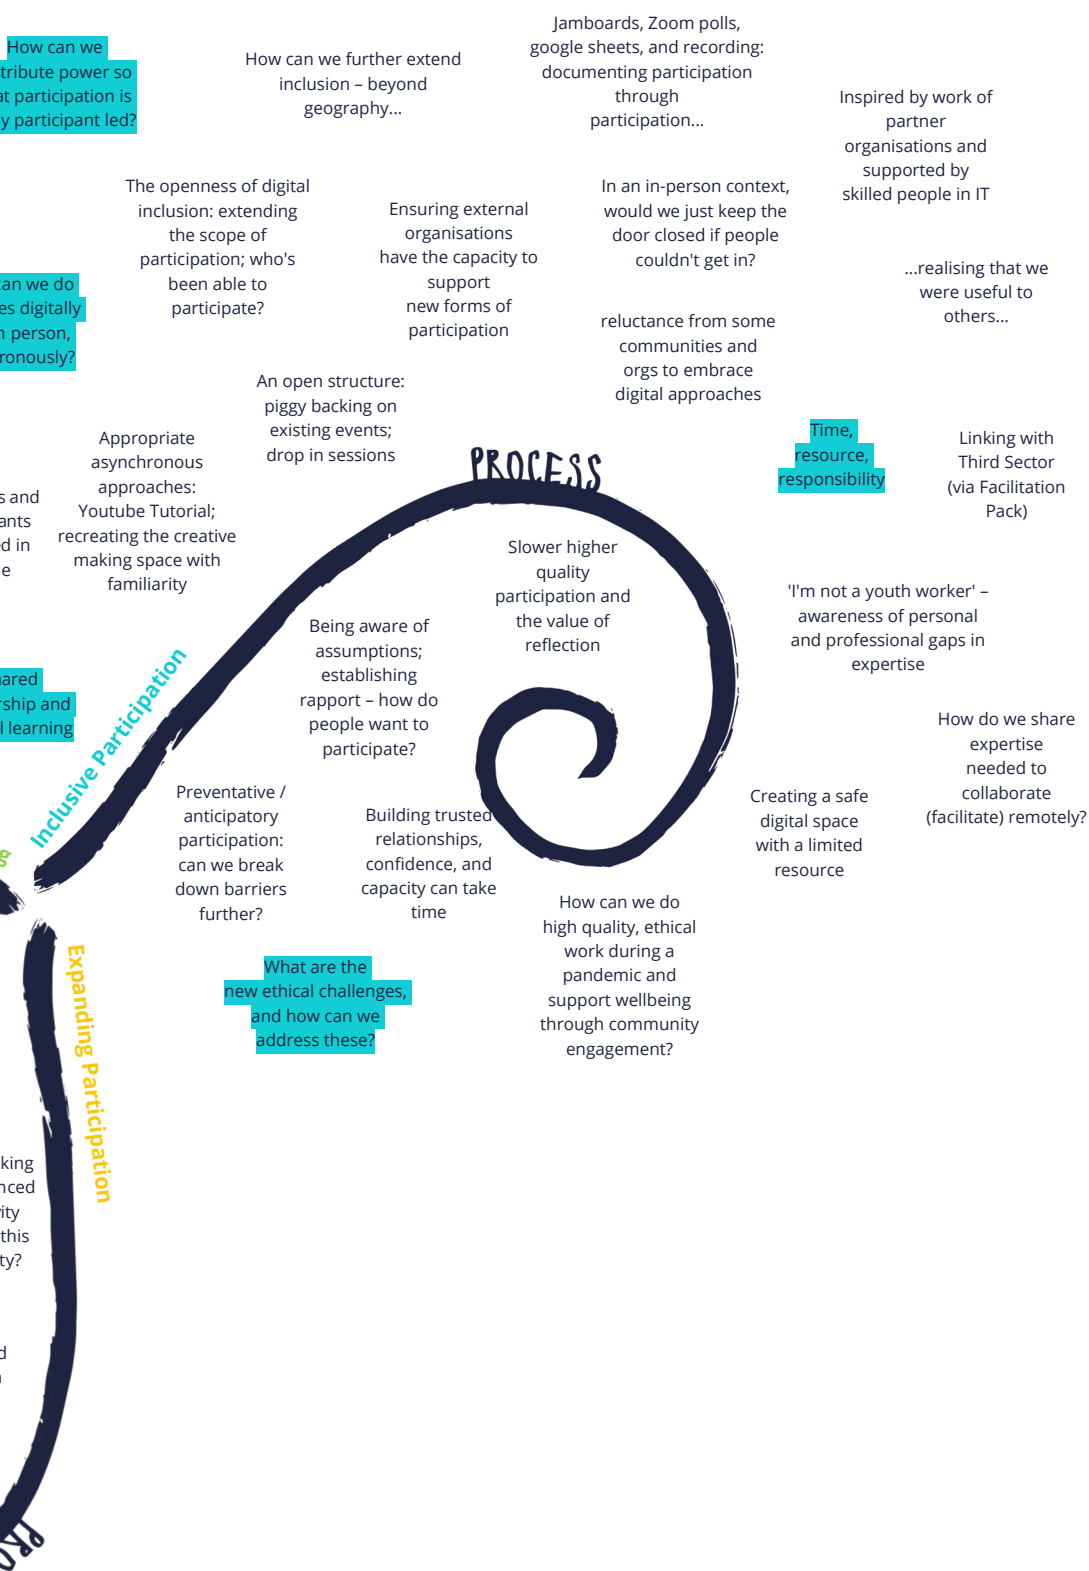 How can we
tribute power so
at participation is
y participant led?
How can we further extend
inclusion – beyond
geography...
Jamboards, Zoom polls,
google sheets, and recording:
documenting participation
through
participation...
Inspired by work of
partner
organisations and
supported by
skilled people in IT
The openness of digital
inclusion: extending
the scope of
participation; who's
been able to
participate?
Ensuring external
organisations
have the capacity to
support
new forms of
participation
In an in-person context,
would we just keep the
door closed if people
couldn't get in?
...realising that we
were useful to
others...
an we do
es digitally
n person,
ronously?
reluctance from some
communities and
orgs to embrace
digital approaches
An open structure:
piggy backing on
existing events;
drop in sessions
Appropriate
asynchronous
approaches:
Youtube Tutorial;
recreating the creative
making space with
familiarity
s and
ants
d in
e
PROCESS
Time,
resource,
responsibility
Linking with
Third Sector
(via Facilitation
Pack)
Slower higher
quality
participation and
the value of
reflection
'I'm not a youth worker' –
awareness of personal
and professional gaps in
expertise
Being aware of
assumptions;
establishing
rapport – how do
people want to
participate?
ared
rship and
l learning
Inclusive Participation
How do we share
expertise
needed to
collaborate
(facilitate) remotely?
Preventative /
anticipatory
participation:
can we break
down barriers
further?
Building trusted
relationships,
confidence, and
capacity can take
time
Creating a safe
digital space
with a limited
resource
g
How can we do
high quality, ethical
work during a
pandemic and
support wellbeing
through community
engagement?
What are the
new ethical challenges,
and how can we
address these?
Expanding Participation
king
nced
ity
this
ty?
d
PRO